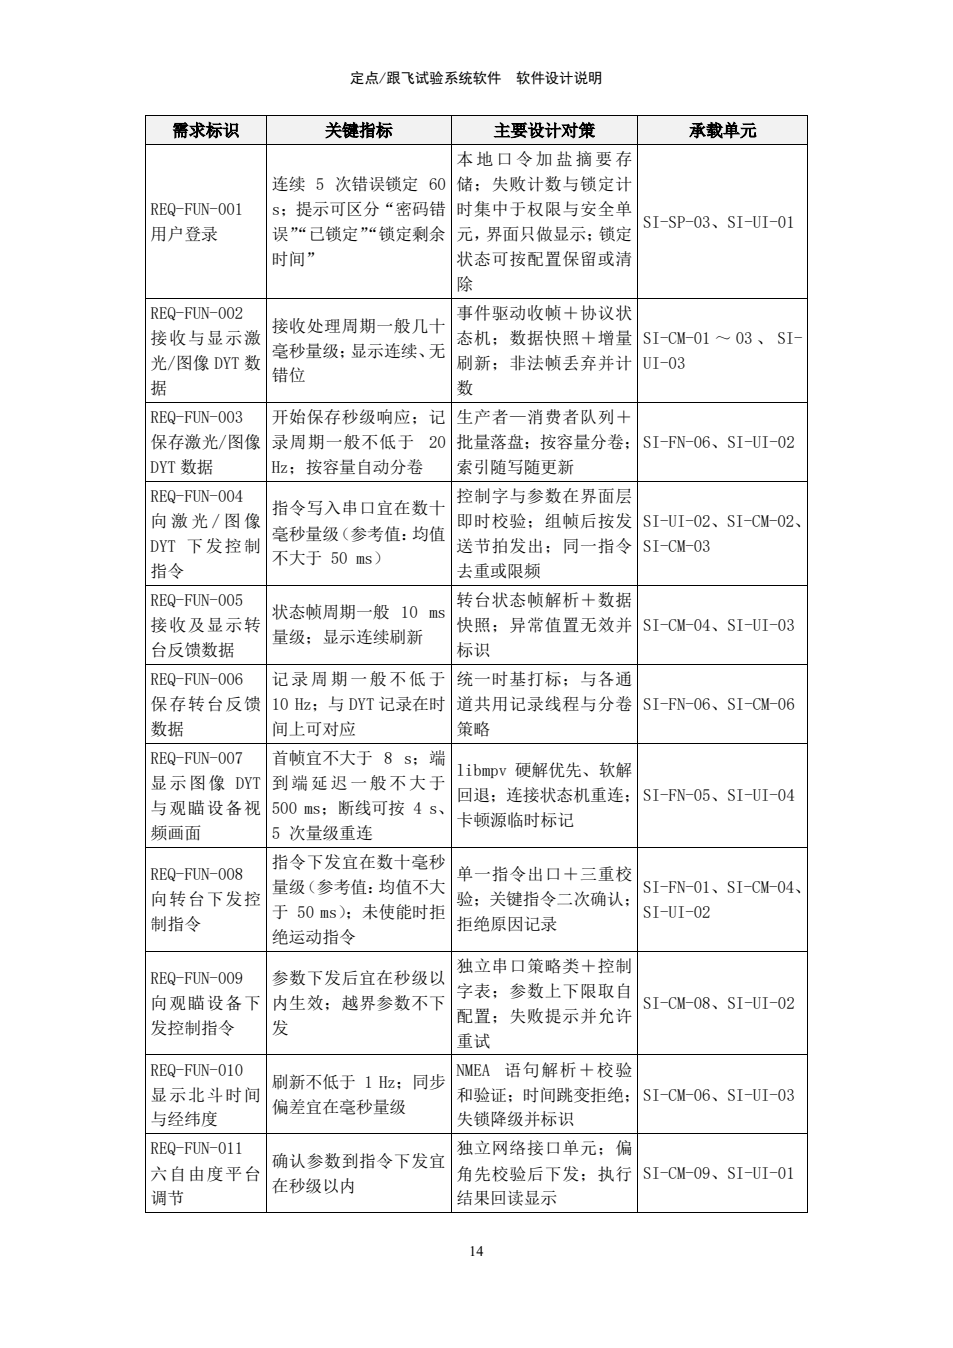 定点/跟飞试验系统软件　软件设计说明
需求标识
关键指标
主要设计对策
承载单元
REQ-FUN-001
用户登录
连续 5 次错误锁定 60
s；提示可区分“密码错
误”“已锁定”“锁定剩余
时间”
本地口令加盐摘要存
储；失败计数与锁定计
时集中于权限与安全单
元，界面只做显示；锁定
状态可按配置保留或清
除
SI-SP-03、SI-UI-01
REQ-FUN-002
接收与显示激
光/图像 DYT 数
据
接收处理周期一般几十
毫秒量级；显示连续、无
错位
事件驱动收帧＋协议状
态机；数据快照＋增量
刷新；非法帧丢弃并计
数
SI-CM-01～03、SI-
UI-03
REQ-FUN-003
保存激光/图像
DYT 数据
开始保存秒级响应；记
录周期一般不低于 20
Hz；按容量自动分卷
生产者—消费者队列＋
批量落盘；按容量分卷；
索引随写随更新
SI-FN-06、SI-UI-02
REQ-FUN-004
向激光/图像
DYT 下发控制
指令
指令写入串口宜在数十
毫秒量级（参考值：均值
不大于 50 ms）
控制字与参数在界面层
即时校验；组帧后按发
送节拍发出；同一指令
去重或限频
SI-UI-02、SI-CM-02、
SI-CM-03
REQ-FUN-005
接收及显示转
台反馈数据
状态帧周期一般 10 ms
量级；显示连续刷新
转台状态帧解析＋数据
快照；异常值置无效并
标识
SI-CM-04、SI-UI-03
REQ-FUN-006
保存转台反馈
数据
记录周期一般不低于
10 Hz；与 DYT 记录在时
间上可对应
统一时基打标；与各通
道共用记录线程与分卷
策略
SI-FN-06、SI-CM-06
REQ-FUN-007
显示图像 DYT
与观瞄设备视
频画面
首帧宜不大于 8 s；端
到端延迟一般不大于
500 ms；断线可按 4 s、
5 次量级重连
libmpv 硬解优先、软解
回退；连接状态机重连；
卡顿源临时标记
SI-FN-05、SI-UI-04
REQ-FUN-008
向转台下发控
制指令
指令下发宜在数十毫秒
量级（参考值：均值不大
于 50 ms）；未使能时拒
绝运动指令
单一指令出口＋三重校
验；关键指令二次确认；
拒绝原因记录
SI-FN-01、SI-CM-04、
SI-UI-02
REQ-FUN-009
向观瞄设备下
发控制指令
参数下发后宜在秒级以
内生效；越界参数不下
发
独立串口策略类＋控制
字表；参数上下限取自
配置；失败提示并允许
重试
SI-CM-08、SI-UI-02
REQ-FUN-010
显示北斗时间
与经纬度
刷新不低于 1 Hz；同步
偏差宜在毫秒量级
NMEA 语句解析＋校验
和验证；时间跳变拒绝；
失锁降级并标识
SI-CM-06、SI-UI-03
REQ-FUN-011
六自由度平台
调节
确认参数到指令下发宜
在秒级以内
独立网络接口单元；偏
角先校验后下发；执行
结果回读显示
SI-CM-09、SI-UI-01
14